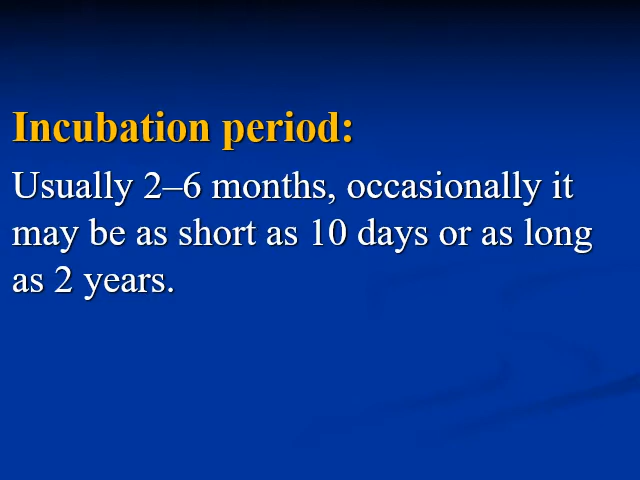 Incubation period:
Usually 2–6 months, occasionally it
may be as short as 10 days or as long
as 2 years.